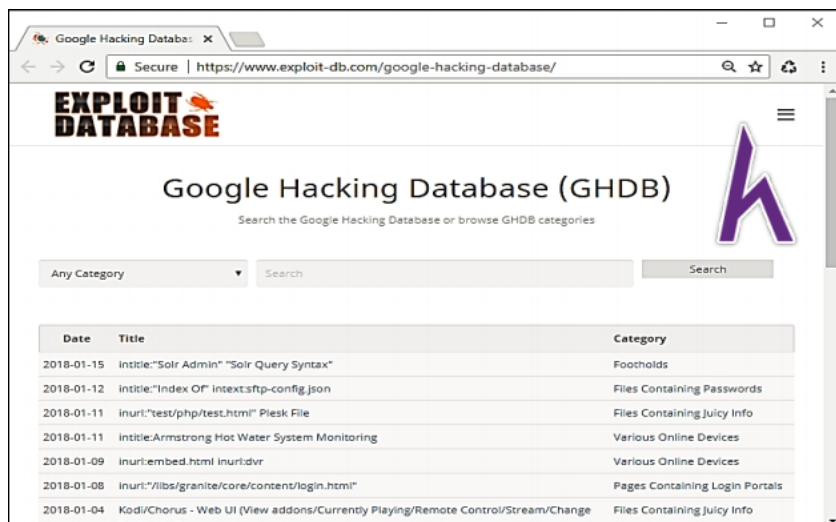 Google Hacking Databas
Secure | https://www.exploit-db.com/google-hacking-database/
EXPLOIT
DATABASE
Google Hacking Database (GHDB)
Search the Google Hacking Database or browse GHDB categories
Any Category Search Search
Date Title Category
2018-01-15 intitle:"Solr Admin" "Solr Query Syntax" Footholds
2018-01-12 intitle:"Index Of" intext:sftp-config.json Files Containing Passwords
2018-01-11 inurl:"test/php/test.html" Plesk File Files Containing Juicy Info
2018-01-11 intitle:Armstrong Hot Water System Monitoring Various Online Devices
2018-01-09 inurl:embed.html inurl:dvr Various Online Devices
2018-01-08 inurl:"/libs/granite/core/content/login.html" Pages Containing Login Portals
2018-01-04 Kodi/Chorus - Web UI (View addons/Currently Playing/Remote Control/Stream/Change Files Containing Juicy Info